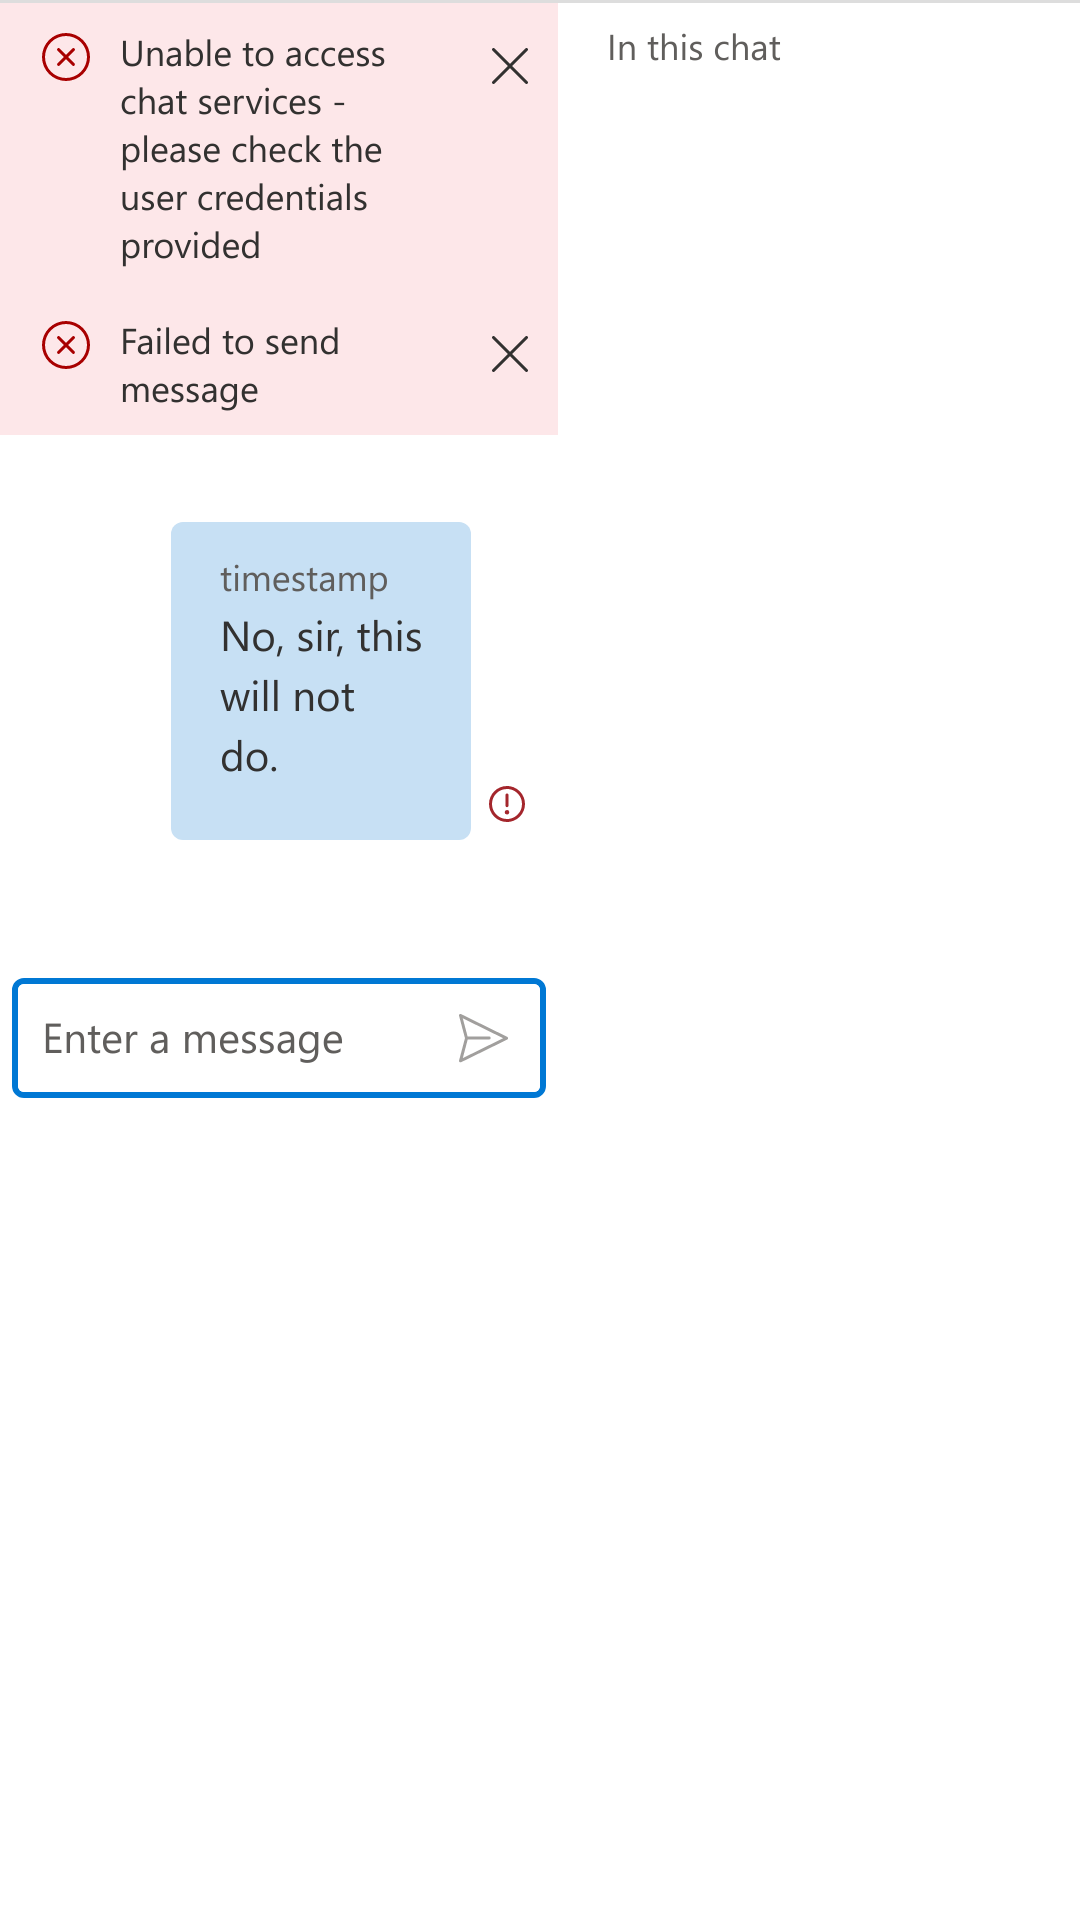 Unable to access
chat services -
please check the
user credentials
provided
Failed to send
message
In this chat
timestamp
No, sir, this
will not
do.
Enter a message